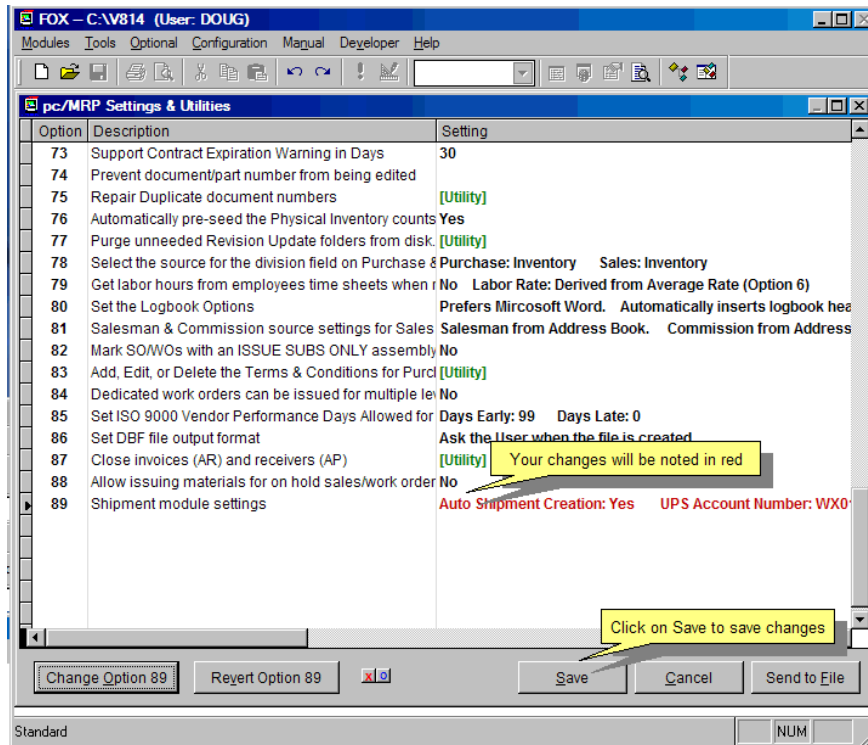 FOX – C:\V814 (User: DOUG)
Modules Tools Optional Configuration Manual Developer Help
pc/MRP Settings & Utilities
Option Description Setting
73 Support Contract Expiration Warning in Days 30
74 Prevent document/part number from being edited
75 Repair Duplicate document numbers [Utility]
76 Automatically pre-seed the Physical Inventory counts Yes
77 Purge unneeded Revision Update folders from disk. [Utility]
78 Select the source for the division field on Purchase & Purchase: Inventory Sales: Inventory
79 Get labor hours from employees time sheets when No Labor Rate: Derived from Average Rate (Option 6)
80 Set the Logbook Options Prefers Mircosoft Word. Automatically inserts logbook hea
81 Salesman & Commission source settings for Sales Salesman from Address Book. Commission from Address
82 Mark SO/WOs with an ISSUE SUBS ONLY assembly No
83 Add, Edit, or Delete the Terms & Conditions for Purc [Utility]
84 Dedicated work orders can be issued for multiple le No
85 Set ISO 9000 Vendor Performance Days Allowed for Days Early: 99 Days Late: 0
86 Set DBF file output format Ask the User when the file is created
87 Close invoices (AR) and receivers (AP) [Utility]
Your changes will be noted in red
88 Allow issuing materials for on hold sales/work order No
89 Shipment module settings Auto Shipment Creation: Yes UPS Account Number: WX0
Click on Save to save changes
Change Option 89 Revert Option 89 x o Save Cancel Send to File
Standard NUM